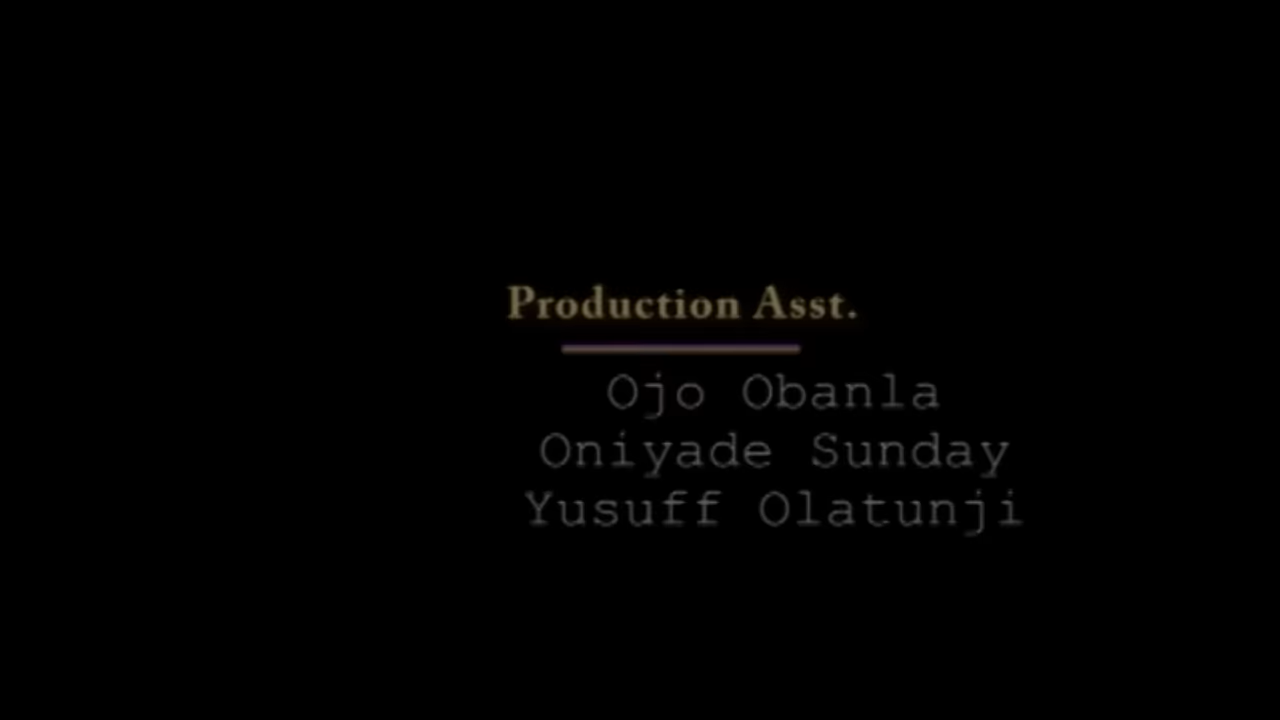 Production Asst.
Ojo Obanla
Oniyade Sunday
Yusuff Olatunji